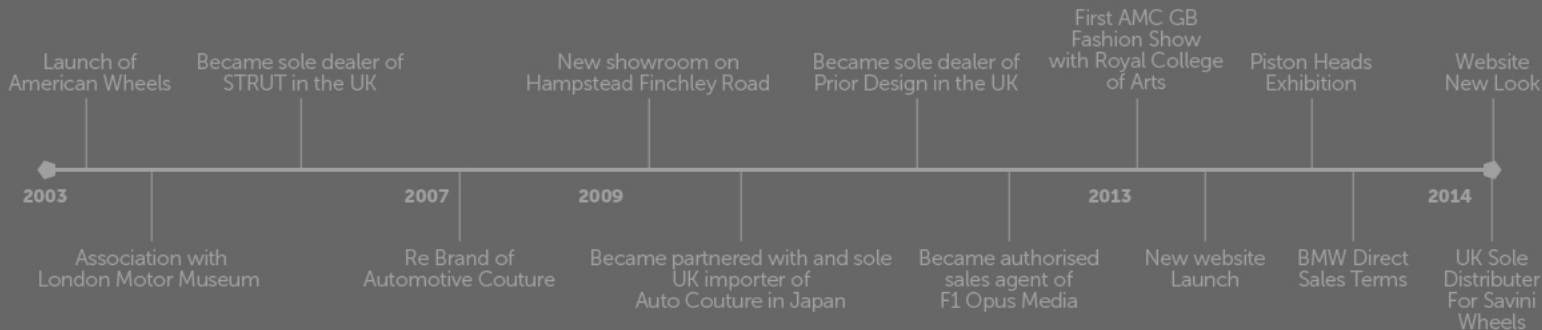 Launch of
American Wheels
Became sole dealer of
STRUT in the UK
New showroom on
Hampstead Finchley Road
Became sole dealer of
Prior Design in the UK
First AMC GB
Fashion Show
with Royal College
of Arts
Piston Heads
Exhibition
Website
New Look
2003
2007
2009
2013
2014
Association with
London Motor Museum
Re Brand of
Automotive Couture
Became partnered with and sole
UK importer of
Auto Couture in Japan
Became authorised
sales agent of
F1 Opus Media
New website
Launch
BMW Direct
Sales Terms
UK Sole
Distributer
For Savini
Wheels